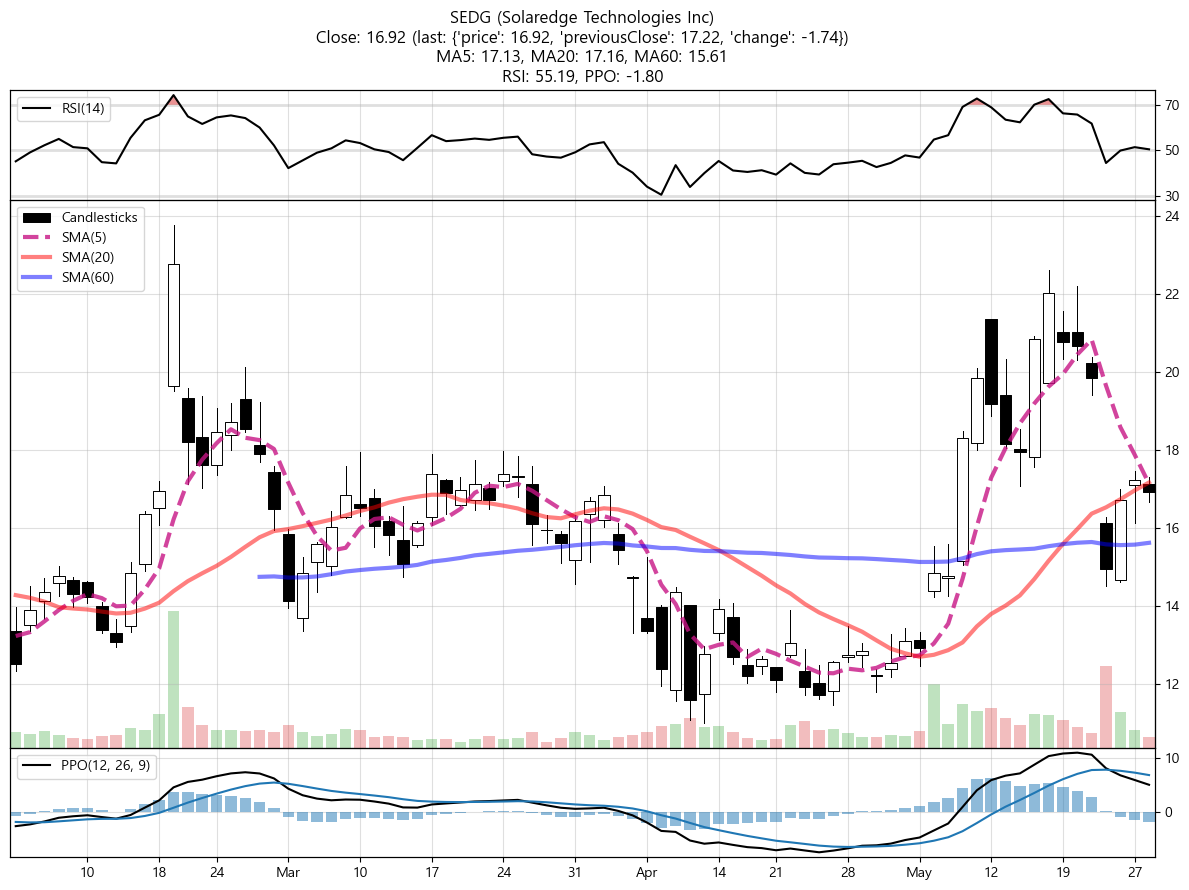 SEDG (Solaredge Technologies Inc)
Close: 16.92 (last: {'price': 16.92, 'previousClose': 17.22, 'change': -1.74})
MA5: 17.13, MA20: 17.16, MA60: 15.61
RSI: 55.19, PPO: -1.80
RSI(14)
70
50
30
Candlesticks
SMA(5)
SMA(20)
SMA(60)
24
22
20
18
16
14
12
PPO(12, 26, 9)
10
0
10 18 24 Mar 10 17 24 31 Apr 14 21 28 May 12 19 27